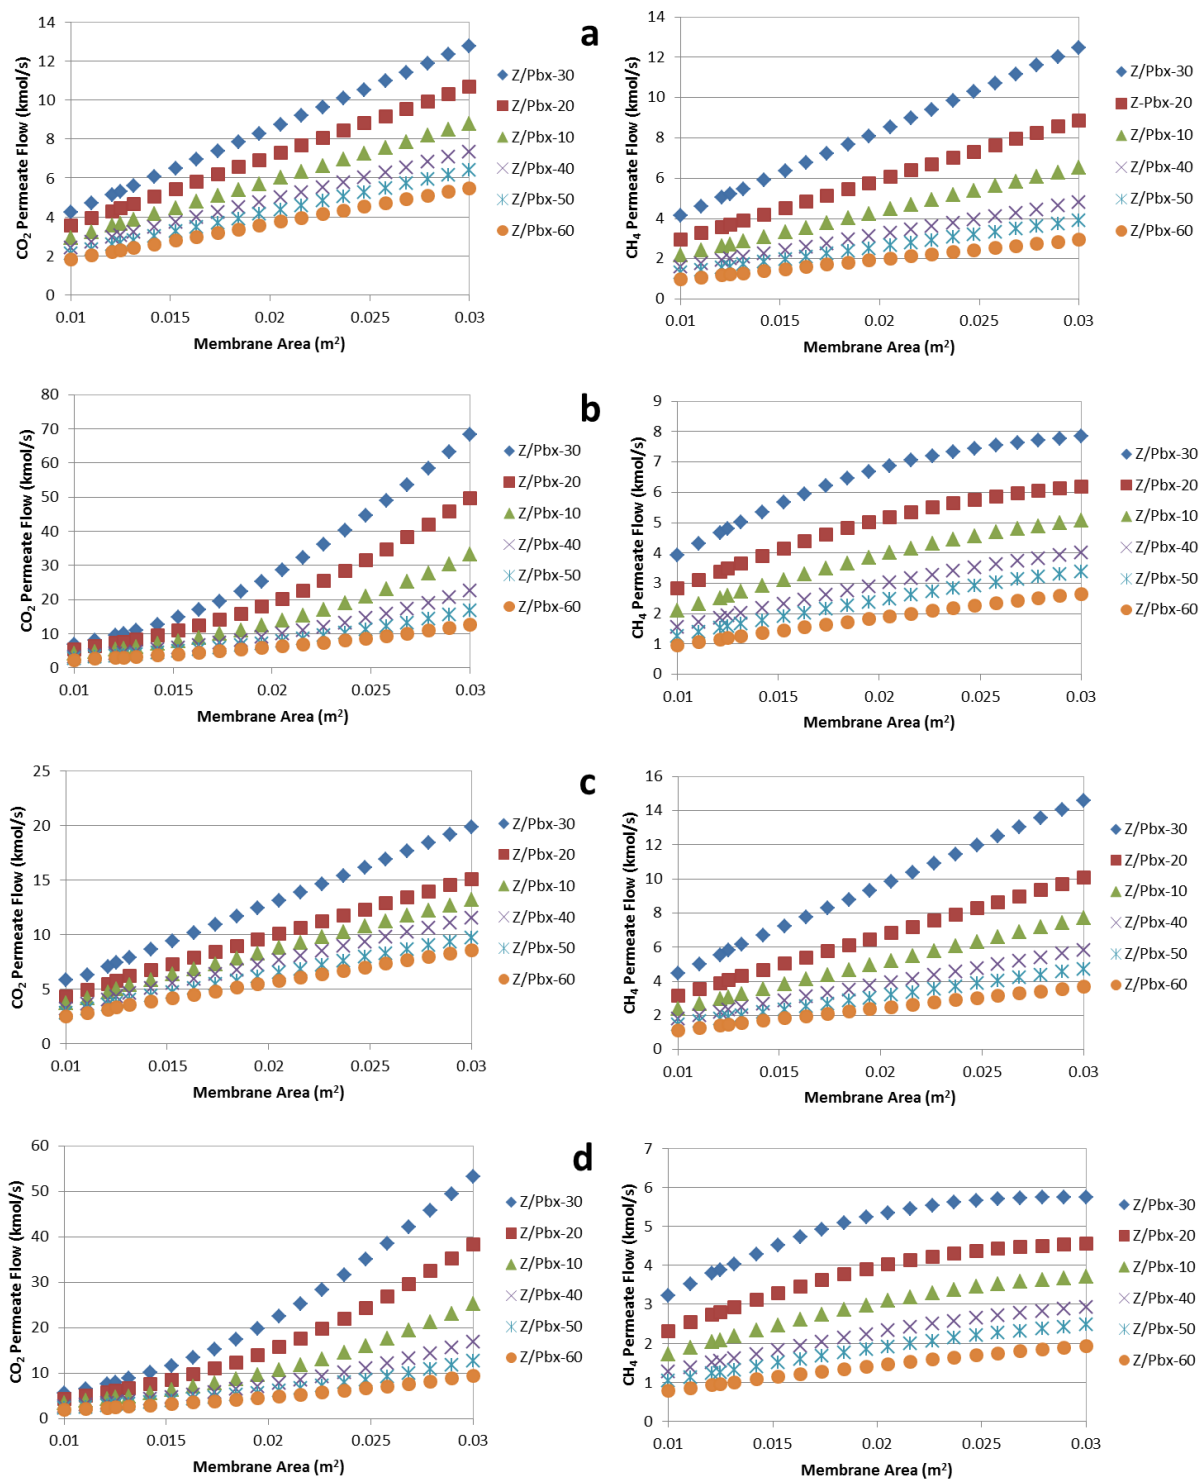 a
CO2 Permeate Flow (kmol/s)
14
12
10
8
6
4
2
0
0.01 0.015 0.02 0.025 0.03
Membrane Area (m²)
Z/Pbx-30
Z/Pbx-20
Z/Pbx-10
Z/Pbx-40
Z/Pbx-50
Z/Pbx-60
CH4 Permeate Flow (kmol/s)
14
12
10
8
6
4
2
0
0.01 0.015 0.02 0.025 0.03
Membrane Area (m²)
Z/Pbx-30
Z-Pbx-20
Z/Pbx-10
Z/Pbx-40
Z/Pbx-50
Z/Pbx-60
b
CO2 Permeate Flow (kmol/s)
80
70
60
50
40
30
20
10
0
0.01 0.015 0.02 0.025 0.03
Membrane Area (m²)
Z/Pbx-30
Z/Pbx-20
Z/Pbx-10
Z/Pbx-40
Z/Pbx-50
Z/Pbx-60
CH4 Permeate Flow (kmol/s)
9
8
7
6
5
4
3
2
1
0
0.01 0.015 0.02 0.025 0.03
Membrane Area (m²)
Z/Pbx-30
Z/Pbx-20
Z/Pbx-10
Z/Pbx-40
Z/Pbx-50
Z/Pbx-60
c
CO2 Permeate Flow (kmol/s)
25
20
15
10
5
0
0.01 0.015 0.02 0.025 0.03
Membrane Area (m²)
Z/Pbx-30
Z/Pbx-20
Z/Pbx-10
Z/Pbx-40
Z/Pbx-50
Z/Pbx-60
CH4 Permeate Flow (kmol/s)
16
14
12
10
8
6
4
2
0
0.01 0.015 0.02 0.025 0.03
Membrane Area (m²)
Z/Pbx-30
Z/Pbx-20
Z/Pbx-10
Z/Pbx-40
Z/Pbx-50
Z/Pbx-60
d
CO2 Permeate Flow (kmol/s)
60
50
40
30
20
10
0
0.01 0.015 0.02 0.025 0.03
Membrane Area (m²)
Z/Pbx-30
Z/Pbx-20
Z/Pbx-10
Z/Pbx-40
Z/Pbx-50
Z/Pbx-60
CH4 Permeate Flow (kmol/s)
7
6
5
4
3
2
1
0
0.01 0.015 0.02 0.025 0.03
Membrane Area (m²)
Z/Pbx-30
Z/Pbx-20
Z/Pbx-10
Z/Pbx-40
Z/Pbx-50
Z/Pbx-60